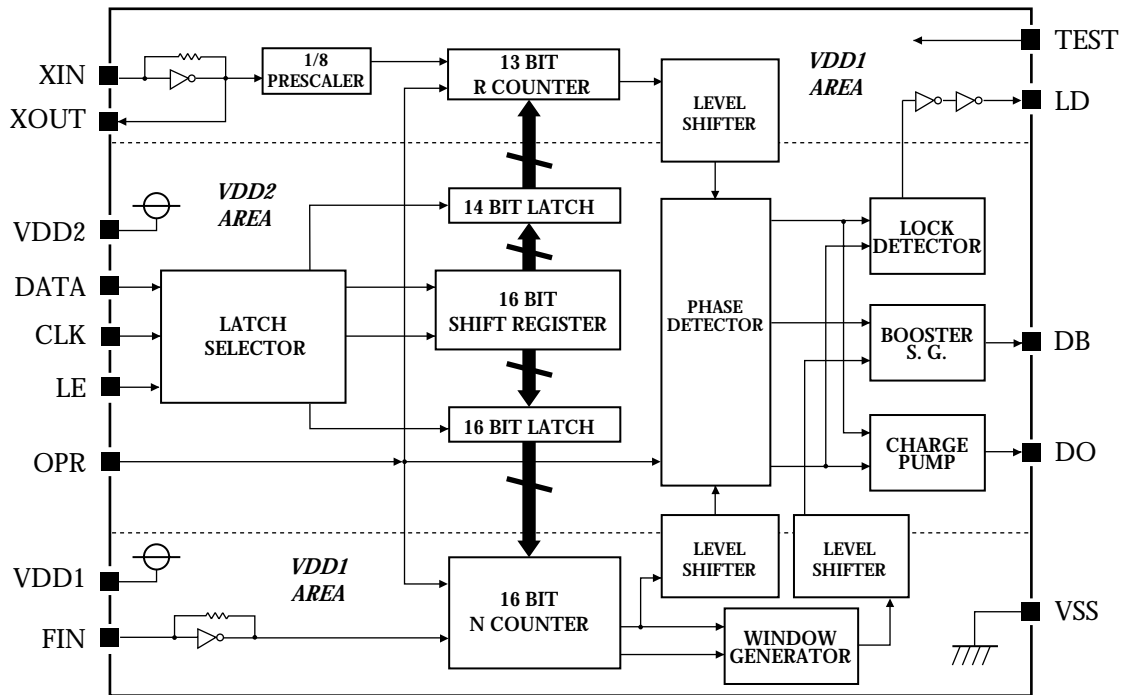 XIN
XOUT
VDD2
DATA
CLK
LE
OPR
VDD1
FIN
1/8
PRESCALER
13 BIT
R COUNTER
LEVEL
SHIFTER
VDD1
AREA
TEST
LD
VDD2
AREA
14 BIT LATCH
LATCH
SELECTOR
16 BIT
SHIFT REGISTER
16 BIT LATCH
PHASE
DETECTOR
LOCK
DETECTOR
BOOSTER
S. G.
DB
CHARGE
PUMP
DO
VDD1
AREA
16 BIT
N COUNTER
LEVEL
SHIFTER
LEVEL
SHIFTER
WINDOW
GENERATOR
VSS